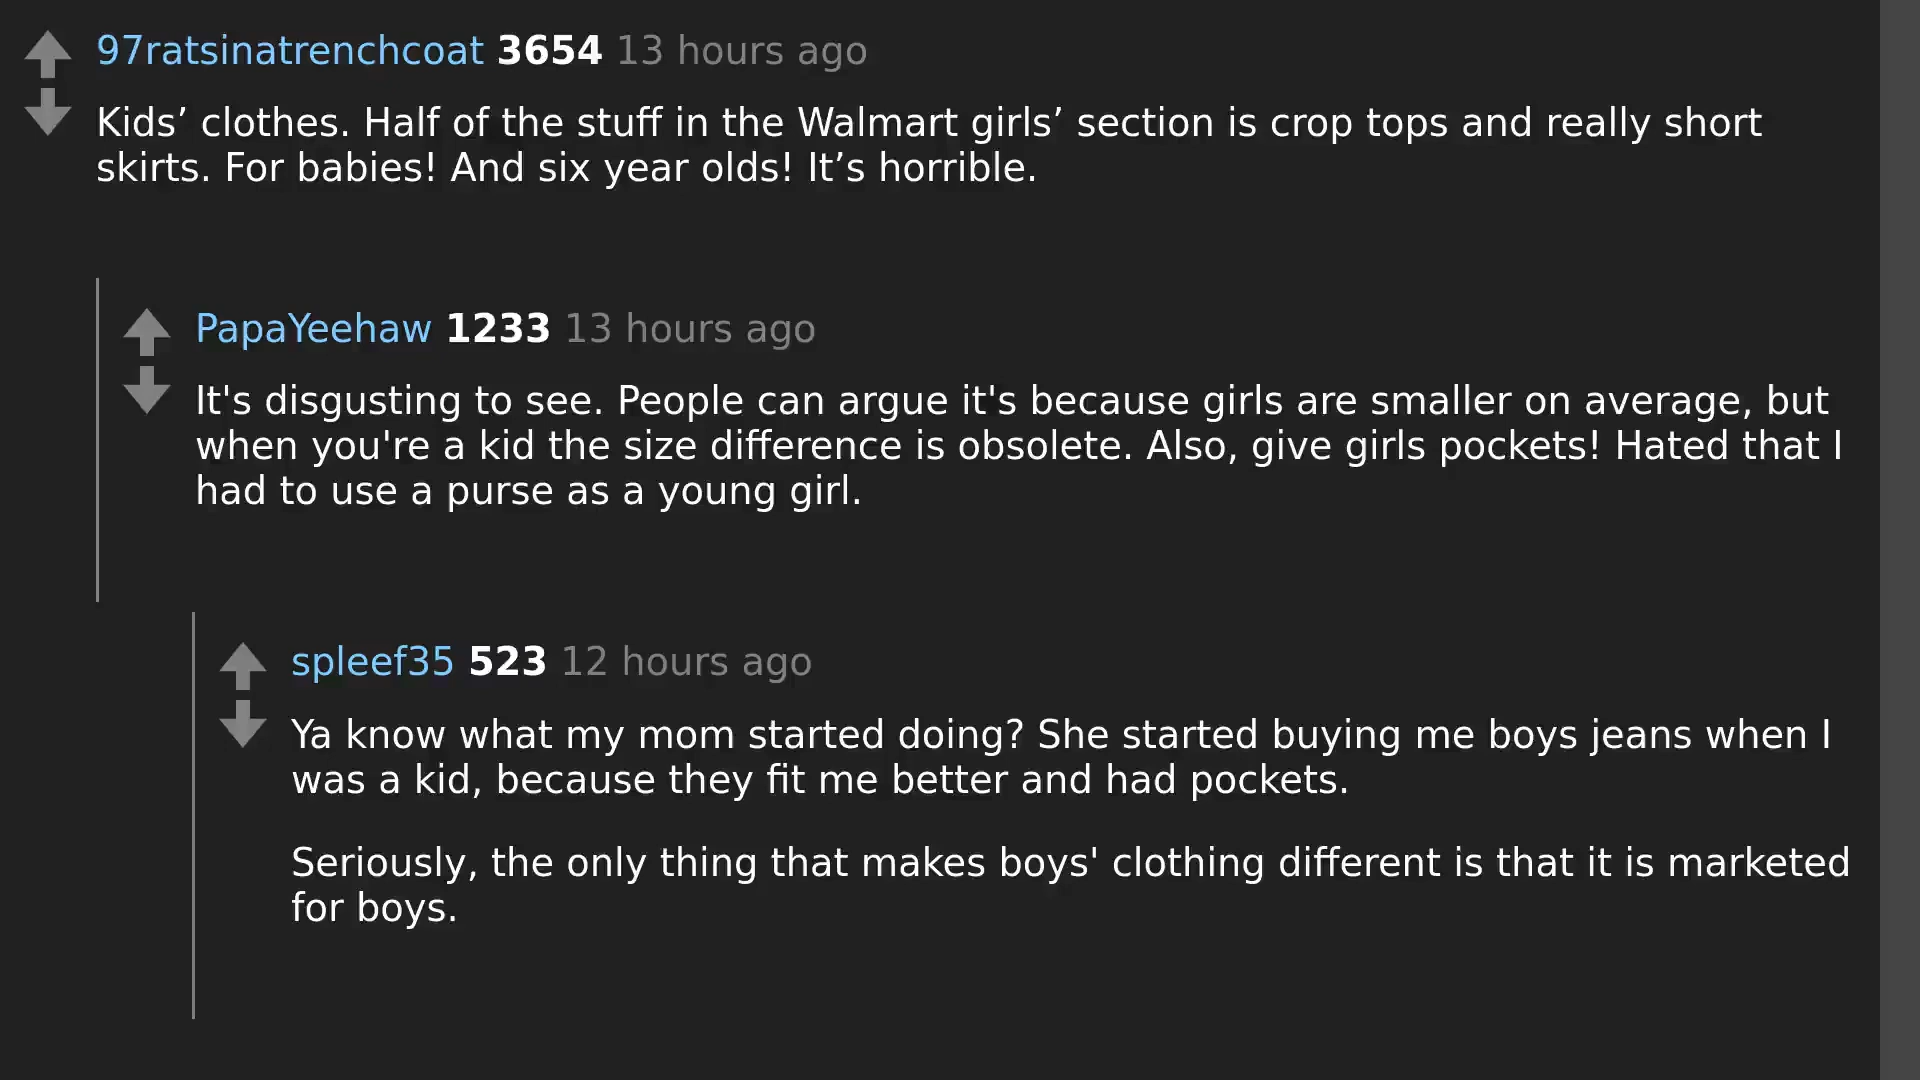 97ratsinatrenchcoat 3654 13 hours ago
Kids’ clothes. Half of the stuff in the Walmart girls’ section is crop tops and really short
skirts. For babies! And six year olds! It’s horrible.
PapaYeehaw 1233 13 hours ago
It's disgusting to see. People can argue it's because girls are smaller on average, but
when you're a kid the size difference is obsolete. Also, give girls pockets! Hated that I
had to use a purse as a young girl.
spleef35 523 12 hours ago
Ya know what my mom started doing? She started buying me boys jeans when I
was a kid, because they fit me better and had pockets.
Seriously, the only thing that makes boys' clothing different is that it is marketed
for boys.